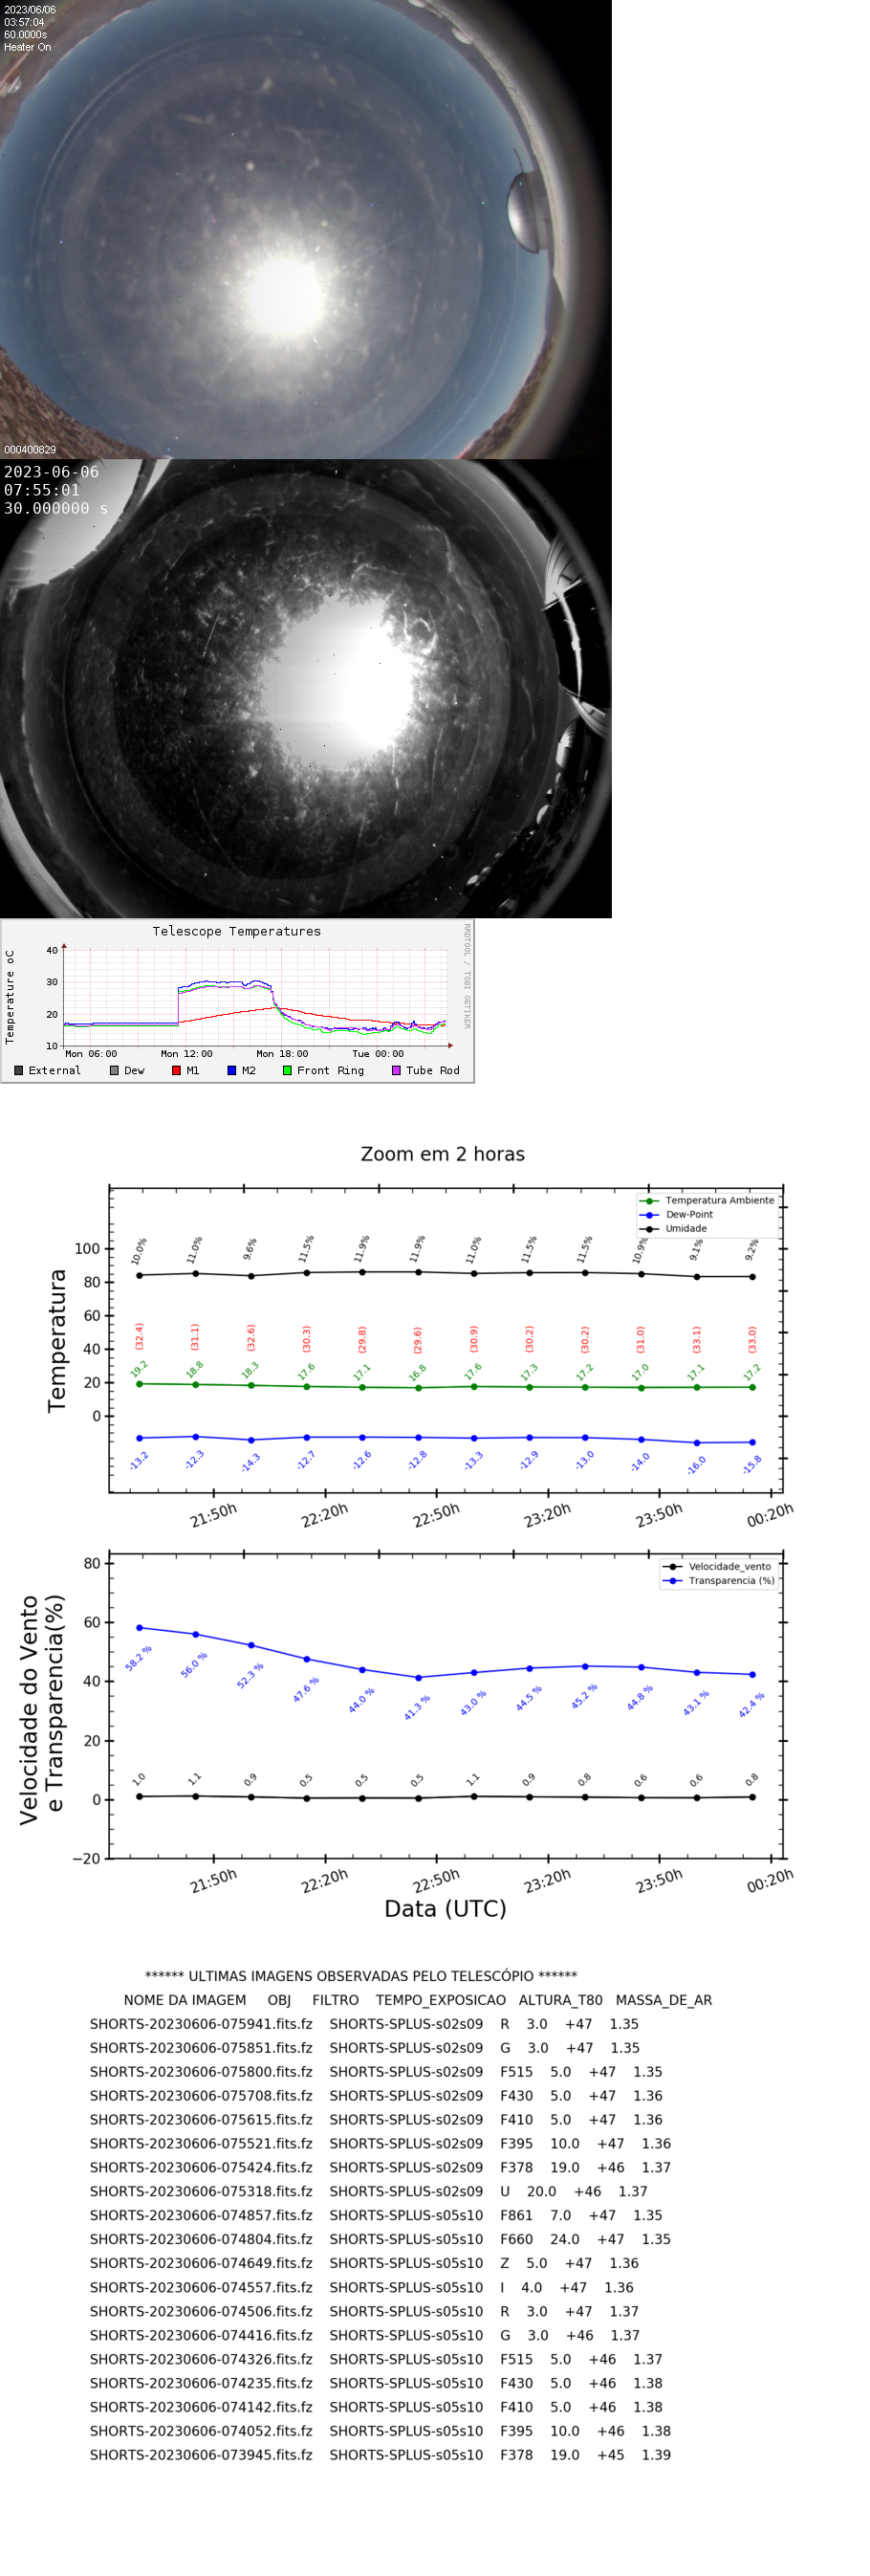 2023/06/06
03:57:04
60.0000s
Heater On
000400829
2023-06-06
07:55:01
30.000000 s
Telescope Temperatures
RRDTOOL / TOBI OETIKER
Temperature oC
40
30
20
10
Mon 06:00 Mon 12:00 Mon 18:00 Tue 00:00
External Dew M1 M2 Front Ring Tube Rod
Zoom em 2 horas
Temperatura Ambiente
Dew-Point
Umidade
Temperatura
100
80
60
40
20
0
10.0% 11.0% 9.6% 11.5% 11.9% 11.9% 11.0% 11.5% 11.5% 10.9% 9.1% 9.2%
(32.4) (31.1) (32.6) (30.3) (29.8) (29.6) (30.9) (30.2) (30.2) (31.0) (33.1) (33.0)
19.2 18.8 18.3 17.6 17.1 16.8 17.6 17.3 17.2 17.0 17.1 17.2
-13.2 -12.3 -14.3 -12.7 -12.6 -12.8 -13.3 -12.9 -13.0 -14.0 -16.0 -15.8
21:50h 22:20h 22:50h 23:20h 23:50h 00:20h
Velocidade_vento
Transparencia (%)
Velocidade do Vento
e Transparencia(%)
80
60
40
20
0
−20
58.2 % 56.0 % 52.3 % 47.6 % 44.0 % 41.3 % 43.0 % 44.5 % 45.2 % 44.8 % 43.1 % 42.4 %
1.0 1.1 0.9 0.5 0.5 0.5 1.1 0.9 0.8 0.6 0.6 0.8
21:50h 22:20h 22:50h 23:20h 23:50h 00:20h
Data (UTC)
****** ULTIMAS IMAGENS OBSERVADAS PELO TELESCÓPIO ******
NOME DA IMAGEM OBJ FILTRO TEMPO_EXPOSICAO ALTURA_T80 MASSA_DE_AR
SHORTS-20230606-075941.fits.fz SHORTS-SPLUS-s02s09 R 3.0 +47 1.35
SHORTS-20230606-075851.fits.fz SHORTS-SPLUS-s02s09 G 3.0 +47 1.35
SHORTS-20230606-075800.fits.fz SHORTS-SPLUS-s02s09 F515 5.0 +47 1.35
SHORTS-20230606-075708.fits.fz SHORTS-SPLUS-s02s09 F430 5.0 +47 1.36
SHORTS-20230606-075615.fits.fz SHORTS-SPLUS-s02s09 F410 5.0 +47 1.36
SHORTS-20230606-075521.fits.fz SHORTS-SPLUS-s02s09 F395 10.0 +47 1.36
SHORTS-20230606-075424.fits.fz SHORTS-SPLUS-s02s09 F378 19.0 +46 1.37
SHORTS-20230606-075318.fits.fz SHORTS-SPLUS-s02s09 U 20.0 +46 1.37
SHORTS-20230606-074857.fits.fz SHORTS-SPLUS-s05s10 F861 7.0 +47 1.35
SHORTS-20230606-074804.fits.fz SHORTS-SPLUS-s05s10 F660 24.0 +47 1.35
SHORTS-20230606-074649.fits.fz SHORTS-SPLUS-s05s10 Z 5.0 +47 1.36
SHORTS-20230606-074557.fits.fz SHORTS-SPLUS-s05s10 I 4.0 +47 1.36
SHORTS-20230606-074506.fits.fz SHORTS-SPLUS-s05s10 R 3.0 +47 1.37
SHORTS-20230606-074416.fits.fz SHORTS-SPLUS-s05s10 G 3.0 +46 1.37
SHORTS-20230606-074326.fits.fz SHORTS-SPLUS-s05s10 F515 5.0 +46 1.37
SHORTS-20230606-074235.fits.fz SHORTS-SPLUS-s05s10 F430 5.0 +46 1.38
SHORTS-20230606-074142.fits.fz SHORTS-SPLUS-s05s10 F410 5.0 +46 1.38
SHORTS-20230606-074052.fits.fz SHORTS-SPLUS-s05s10 F395 10.0 +46 1.38
SHORTS-20230606-073945.fits.fz SHORTS-SPLUS-s05s10 F378 19.0 +45 1.39